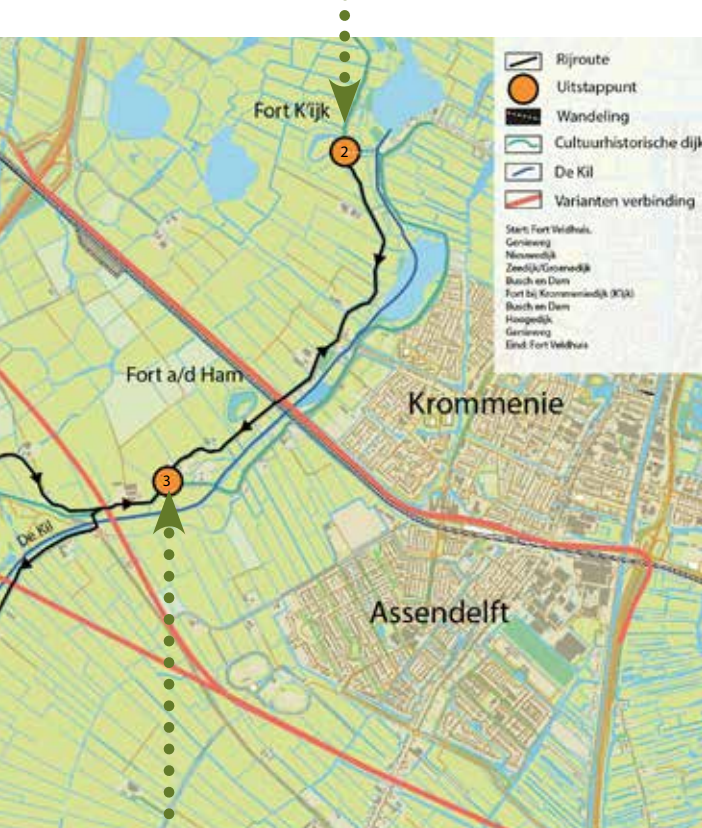 Fort K'ijk
2
Rijroute
Uitstappunt
Wandeling
Cultuurhistorische dijk
De Kil
Varianten verbinding
Start: Fort Veldhuis,
Genieweg
Nieuwendijk
Zeedijk/Groenedijk
Busch en Dam
Fort bij Krommeniedijk (K'ijk)
Busch en Dam
Hoogedijk
Genieweg
Eind: Fort Veldhuis
Fort a/d Ham
Krommenie
3
De Kil
Assendelft